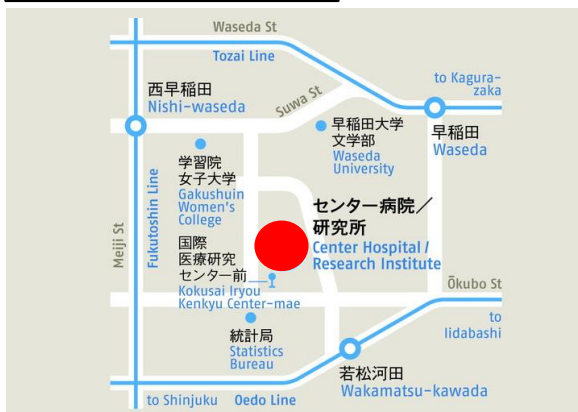 Waseda St
Tozai Line
to Kagura-
zaka
西早稲田
Nishi-waseda
Suwa St
早稲田大学
文学部
Waseda
University
早稲田
Waseda
学習院
女子大学
Gakushuin
Women's
College
Meiji St
Fukutoshin Line
センター病院／
研究所
Center Hospital /
Research Institute
国際
医療研究
センター前
Kokusai Iryou
Kenkyu Center-mae
Ōkubo St
to
Iidabashi
統計局
Statistics
Bureau
若松河田
Wakamatsu-kawada
to Shinjuku
Oedo Line